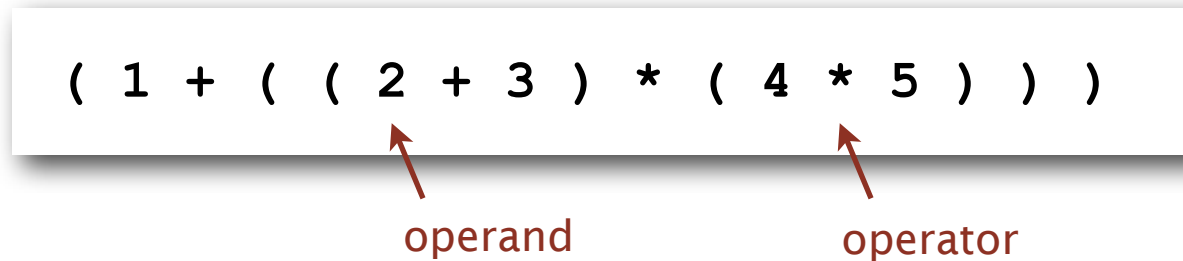 ( 1 + ( ( 2 + 3 ) * ( 4 * 5 ) ) )
operand operator